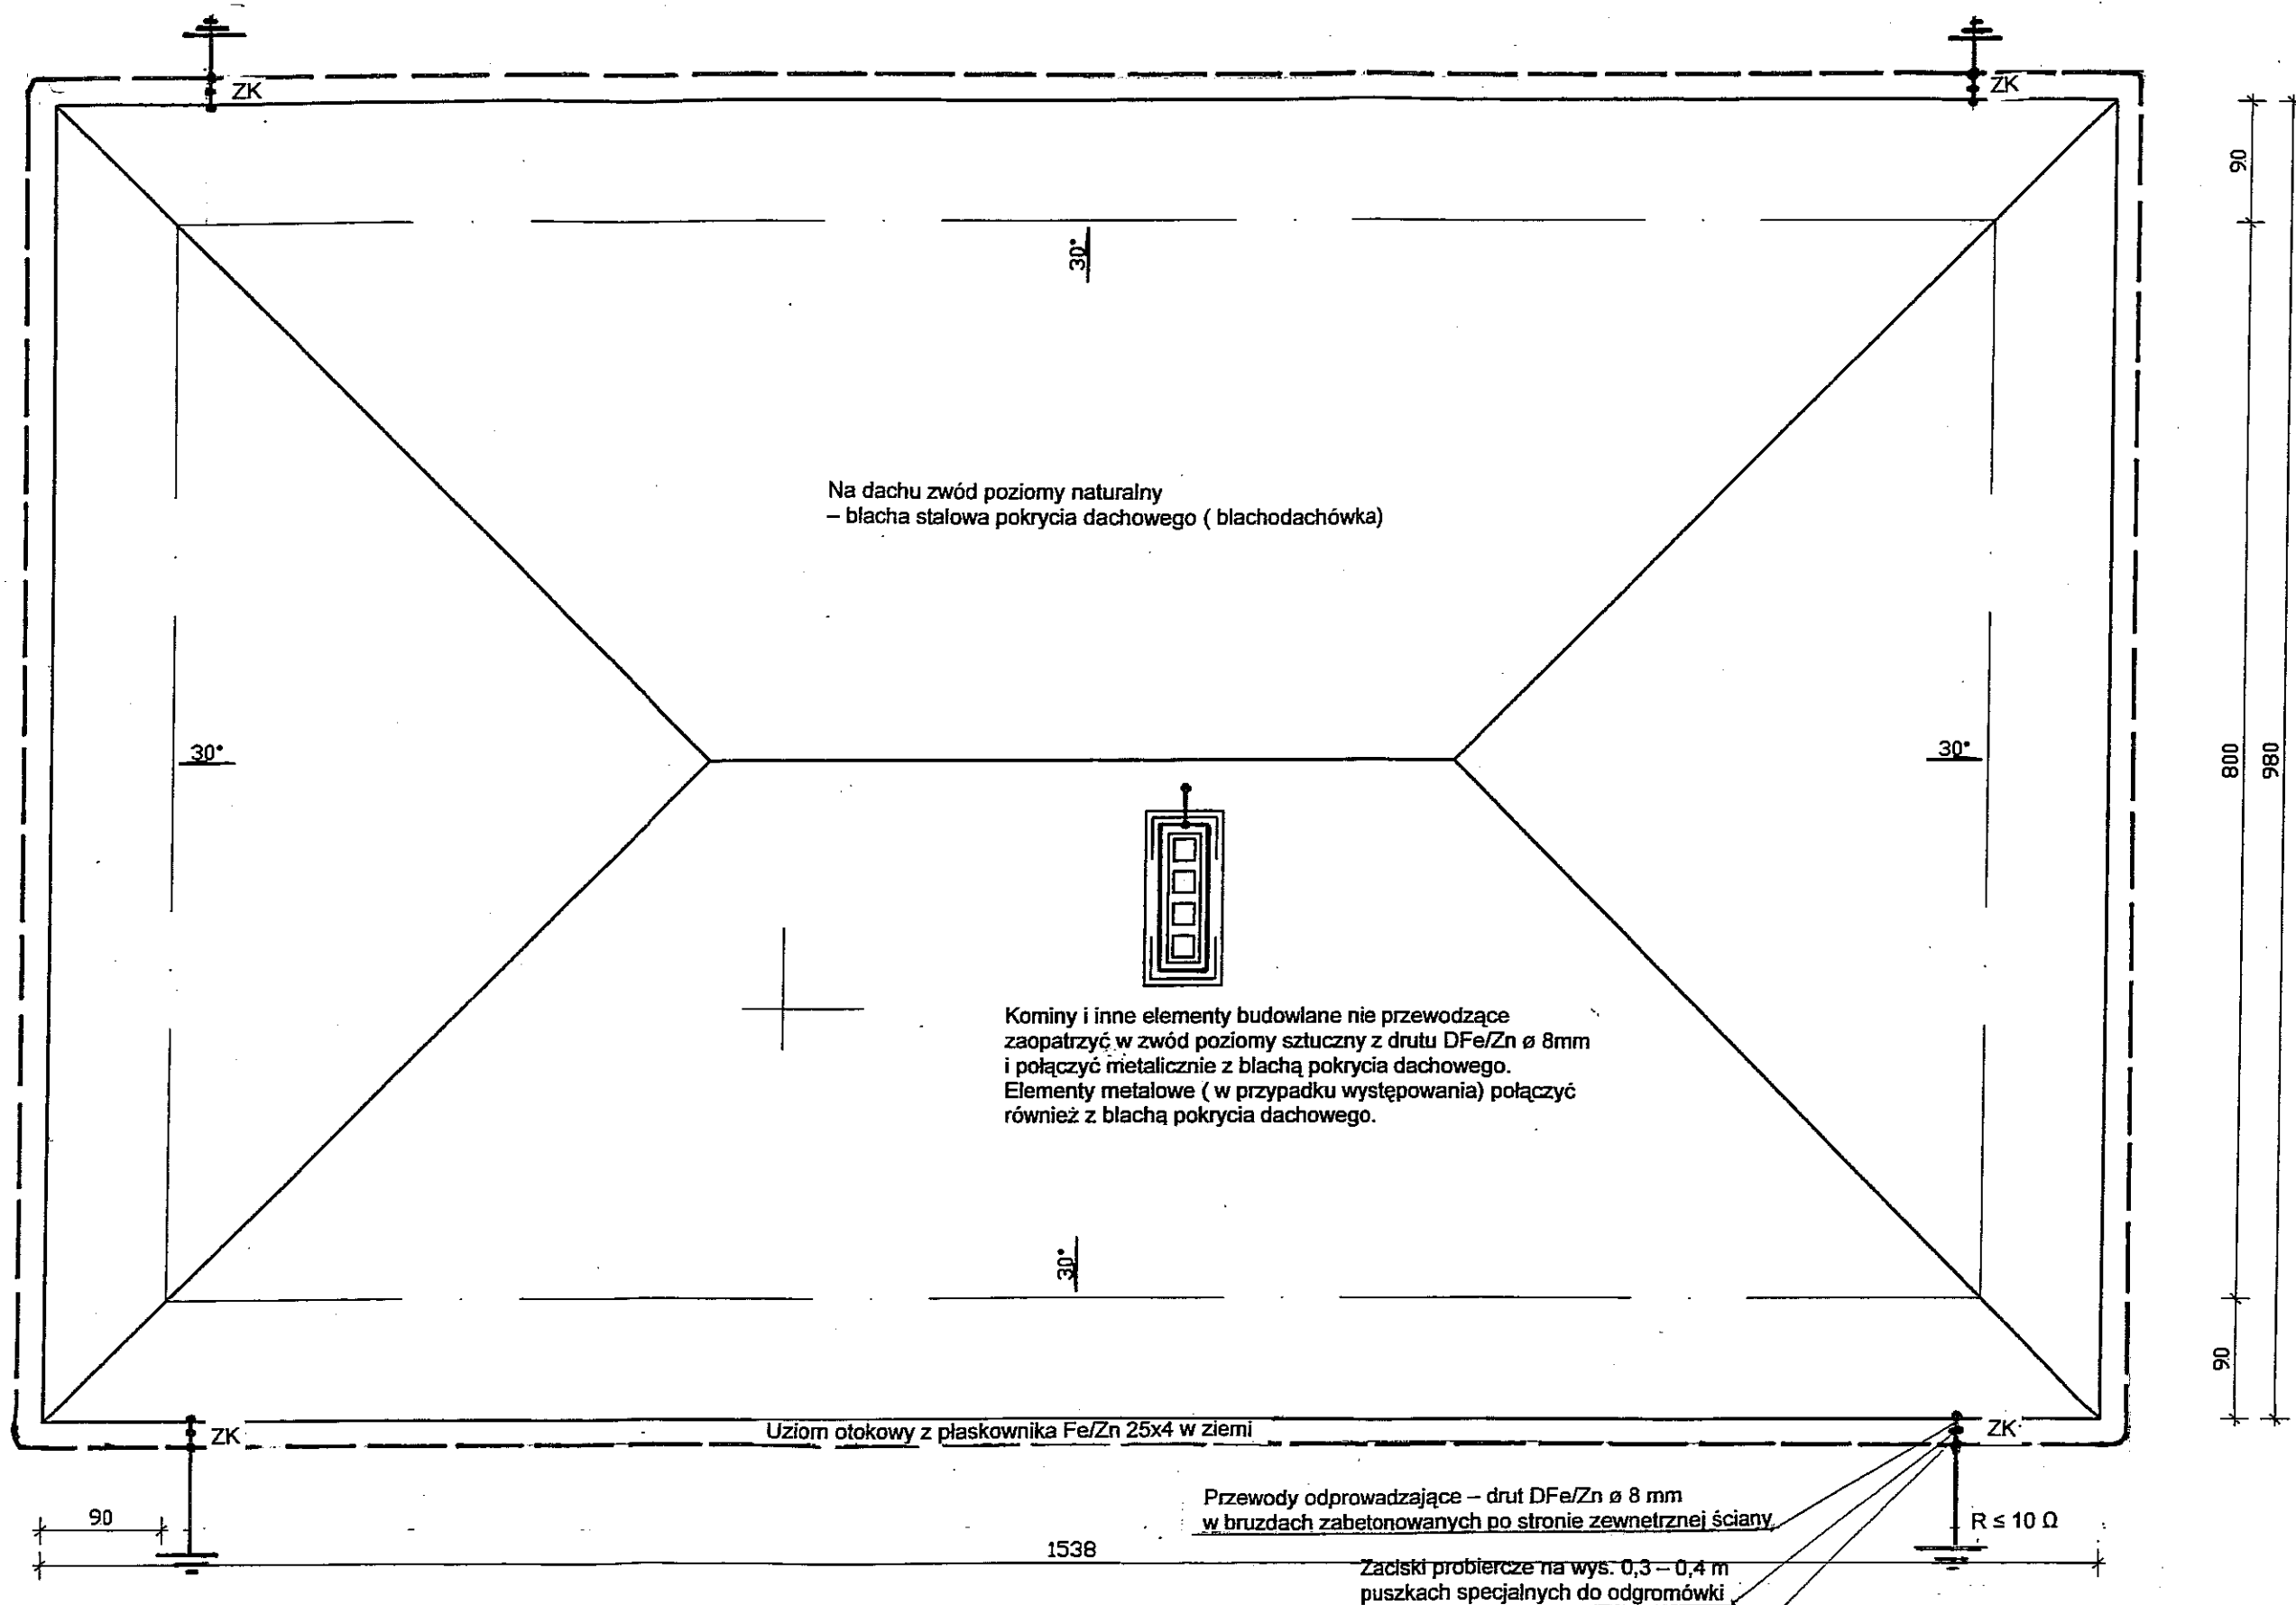 ZK
ZK
90
30°
Na dachu zwód poziomy naturalny
– blacha stalowa pokrycia dachowego ( blachodachówka)
30°
30°
800
980
Kominy i inne elementy budowlane nie przewodzące
zaopatrzyć w zwód poziomy sztuczny z drutu DFe/Zn ø 8mm
i połączyć metalicznie z blachą pokrycia dachowego.
Elementy metalowe ( w przypadku występowania) połączyć
również z blachą pokrycia dachowego.
30°
90
ZK
Uziom otokowy z płaskownika Fe/Zn 25x4 w ziemi
ZK
Przewody odprowadzające – drut DFe/Zn ø 8 mm
w bruzdach zabetonowanych po stronie zewnetrznej ściany
R ≤ 10 Ω
90
1538
Zaciski probiercze na wys. 0,3 – 0,4 m
puszkach specjalnych do odgromówki